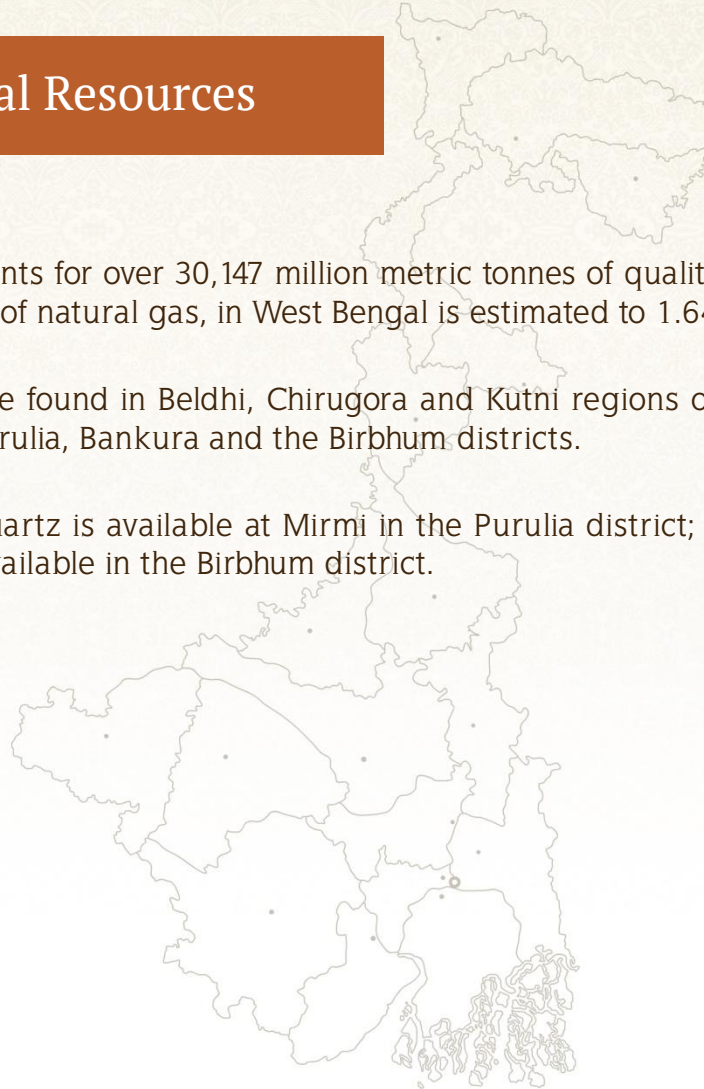 al Resources
nts for over 30,147 million metric tonnes of qualit
of natural gas, in West Bengal is estimated to 1.6
e found in Beldhi, Chirugora and Kutni regions o
rulia, Bankura and the Birbhum districts.
artz is available at Mirmi in the Purulia district;
ailable in the Birbhum district.